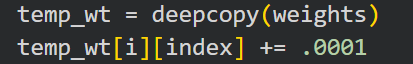 temp_wt = deepcopy(weights)
temp_wt[i][index] += .0001